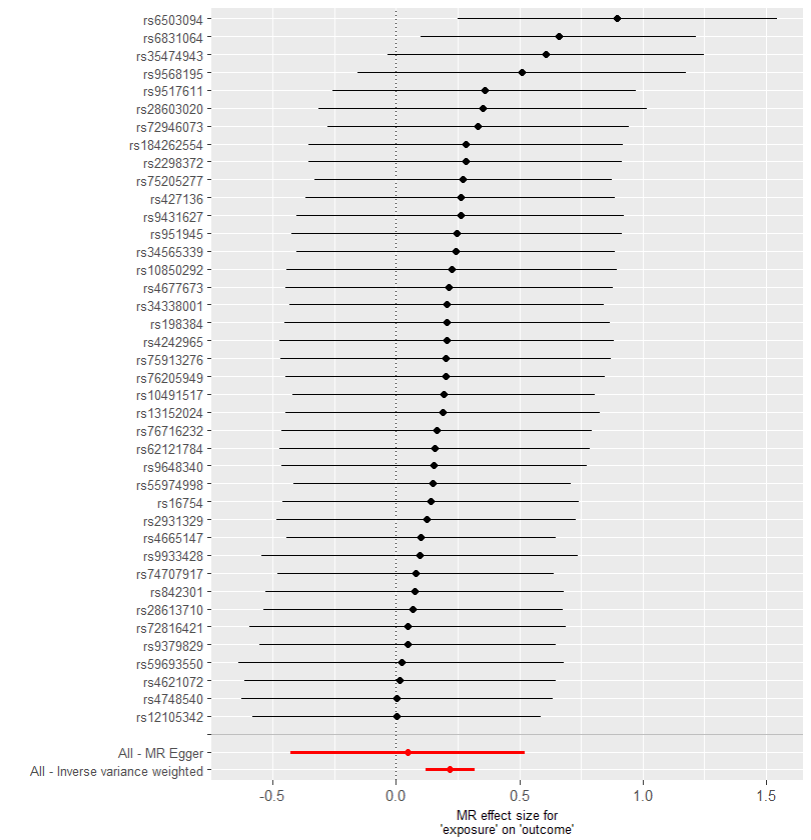 rs6503094
rs6831064
rs35474943
rs9568195
rs9517611
rs28603020
rs72946073
rs184262554
rs2298372
rs75205277
rs427136
rs9431627
rs951945
rs34565339
rs10850292
rs4677673
rs34338001
rs198384
rs4242965
rs75913276
rs76205949
rs10491517
rs13152024
rs76716232
rs62121784
rs9648340
rs55974998
rs16754
rs2931329
rs4665147
rs9933428
rs74707917
rs842301
rs28613710
rs72816421
rs9379829
rs59693550
rs4621072
rs4748540
rs12105342
All - MR Egger
All - Inverse variance weighted
-0.5 0.0 0.5 1.0 1.5
MR effect size for
'exposure' on 'outcome'